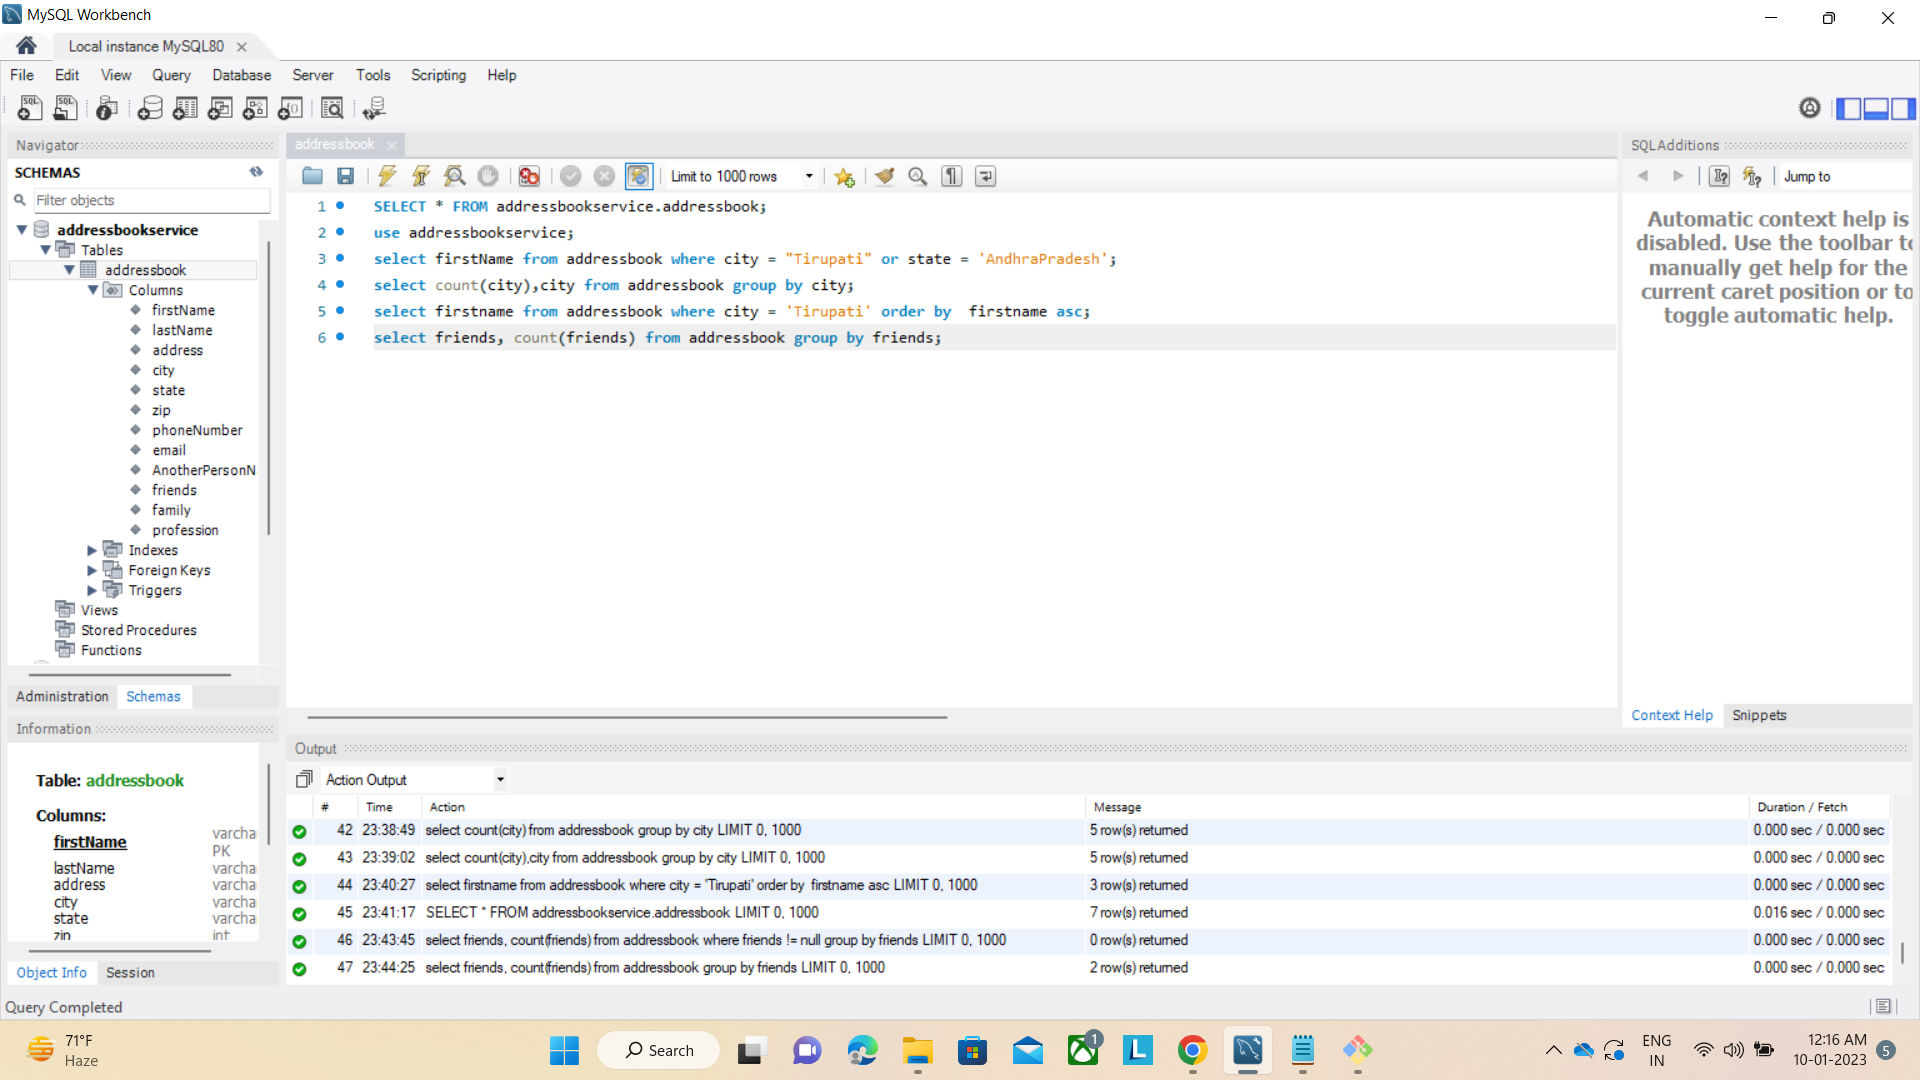 MySQL Workbench
Local instance MySQL80
File Edit View Query Database Server Tools Scripting Help
Navigator
SCHEMAS
Filter objects
addressbookservice
Tables
addressbook
Columns
firstName
lastName
address
city
state
zip
phoneNumber
email
AnotherPersonN
friends
family
profession
Indexes
Foreign Keys
Triggers
Views
Stored Procedures
Functions
Administration Schemas
Information
Table: addressbook
Columns:
firstName varcha
PK
lastName varcha
address varcha
city varcha
state varcha
zip int
Object Info Session
Query Completed
addressbook
Limit to 1000 rows
1 SELECT * FROM addressbookservice.addressbook;
2 use addressbookservice;
3 select firstName from addressbook where city = "Tirupati" or state = 'AndhraPradesh';
4 select count(city),city from addressbook group by city;
5 select firstname from addressbook where city = 'Tirupati' order by  firstname asc;
6 select friends, count(friends) from addressbook group by friends;
SQLAdditions
Jump to
Automatic context help is
disabled. Use the toolbar to
manually get help for the
current caret position or to
toggle automatic help.
Context Help Snippets
Output
Action Output
# Time Action Message Duration / Fetch
42 23:38:49 select count(city) from addressbook group by city LIMIT 0, 1000 5 row(s) returned 0.000 sec / 0.000 sec
43 23:39:02 select count(city),city from addressbook group by city LIMIT 0, 1000 5 row(s) returned 0.000 sec / 0.000 sec
44 23:40:27 select firstname from addressbook where city = 'Tirupati' order by  firstname asc LIMIT 0, 1000 3 row(s) returned 0.000 sec / 0.000 sec
45 23:41:17 SELECT * FROM addressbookservice.addressbook LIMIT 0, 1000 7 row(s) returned 0.016 sec / 0.000 sec
46 23:43:45 select friends, count(friends) from addressbook where friends != null group by friends LIMIT 0, 1000 0 row(s) returned 0.000 sec / 0.000 sec
47 23:44:25 select friends, count(friends) from addressbook group by friends LIMIT 0, 1000 2 row(s) returned 0.000 sec / 0.000 sec
71°F
Haze
Search
1
L
ENG
IN
12:16 AM
10-01-2023
5